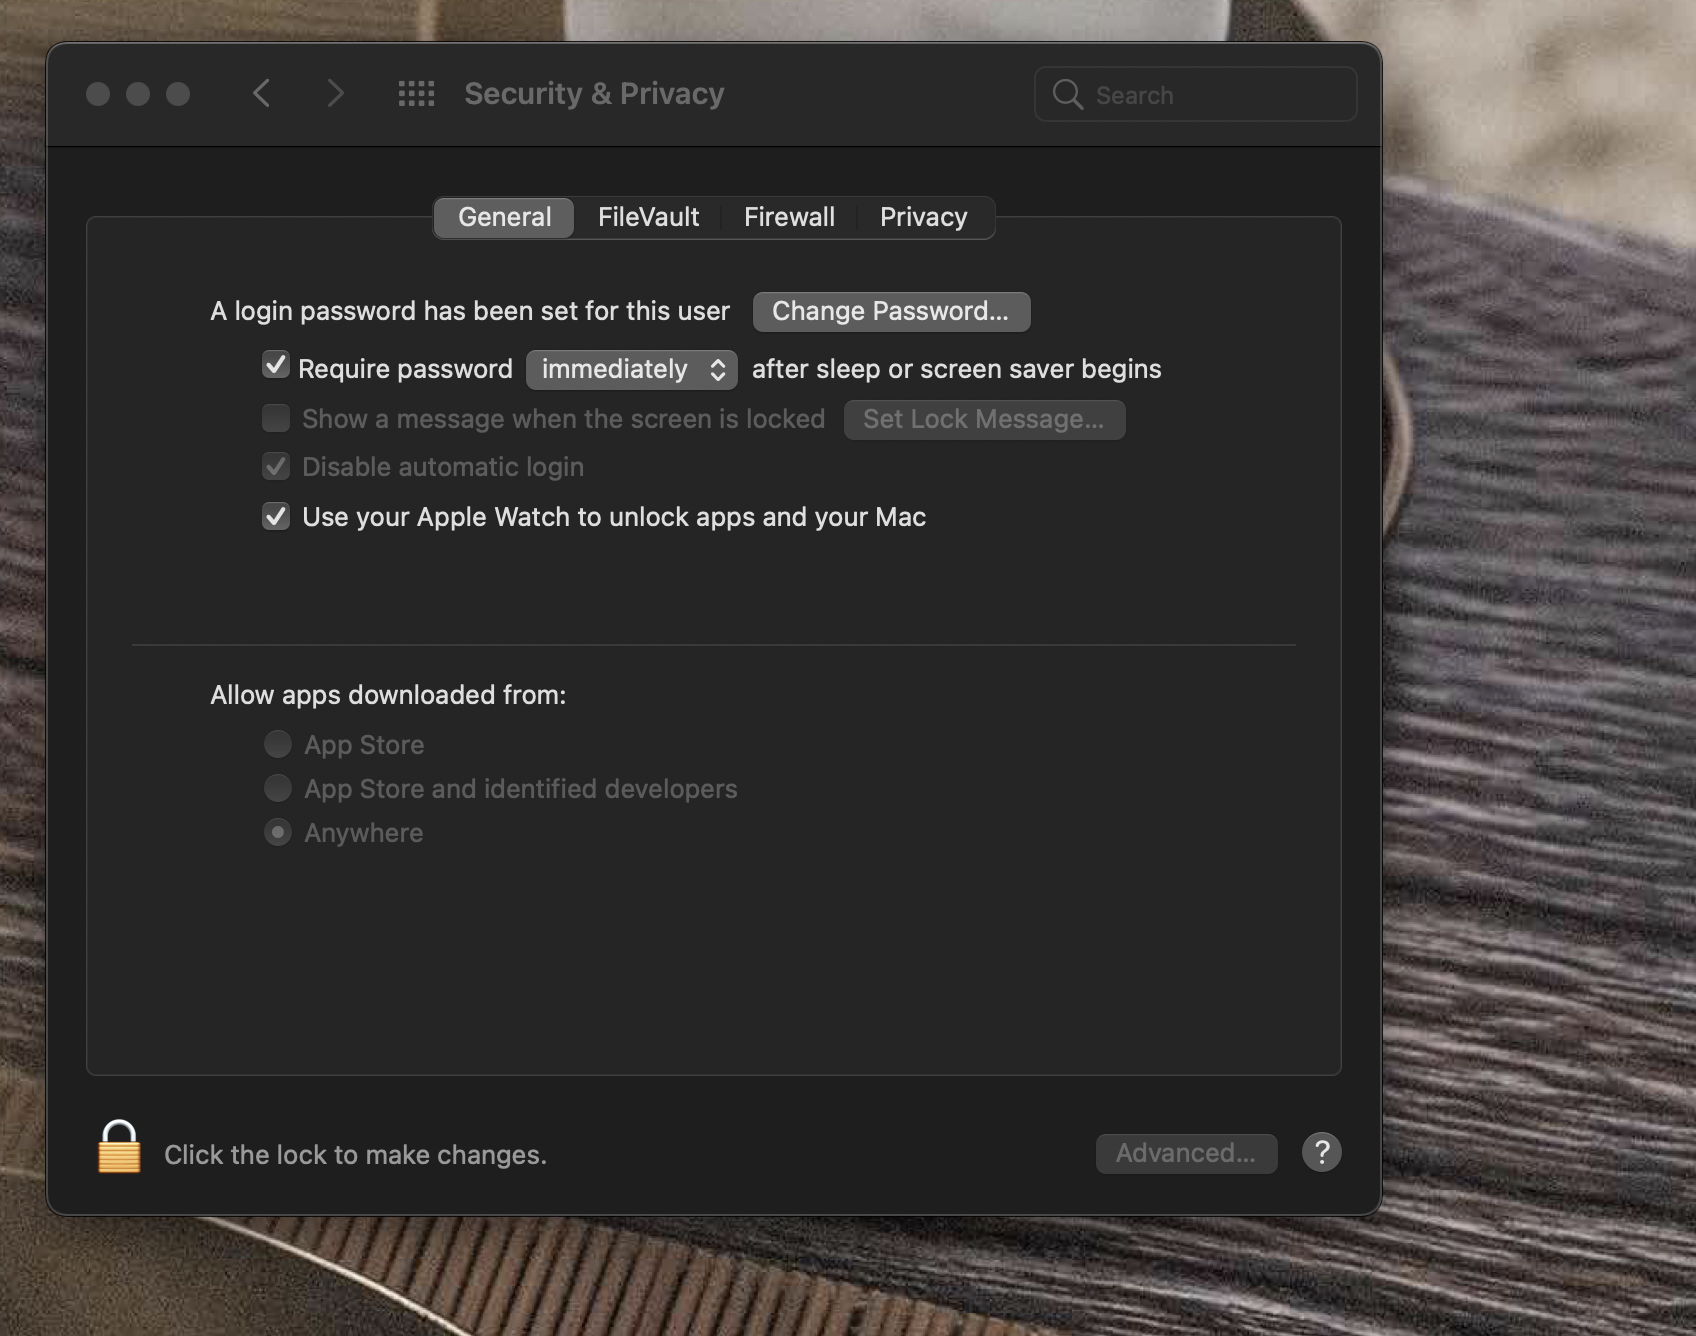 Security & Privacy
Search
General FileVault Firewall Privacy
A login password has been set for this user Change Password...
Require password immediately after sleep or screen saver begins
Show a message when the screen is locked Set Lock Message...
Disable automatic login
Use your Apple Watch to unlock apps and your Mac
Allow apps downloaded from:
App Store
App Store and identified developers
Anywhere
Click the lock to make changes.
Advanced... ?